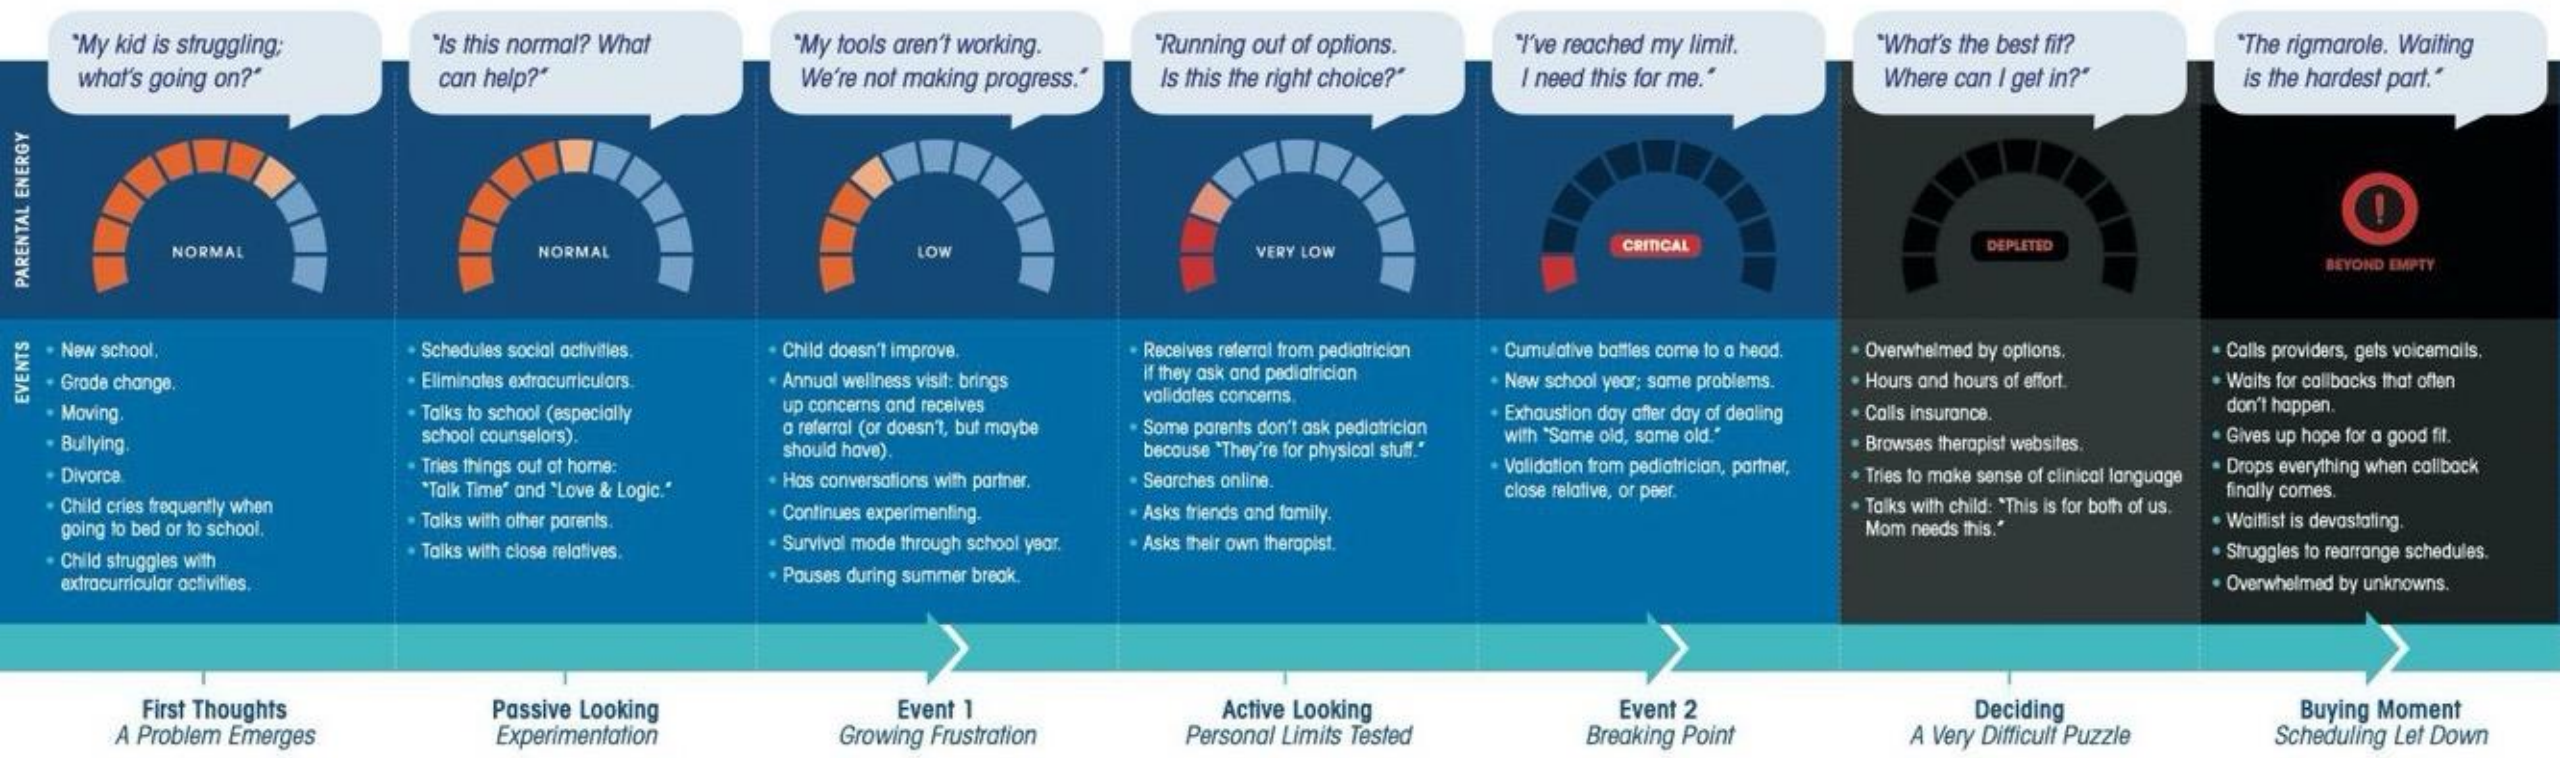 "My kid is struggling;
what's going on?"
"Is this normal? What
can help?"
"My tools aren't working.
We're not making progress."
"Running out of options.
Is this the right choice?"
"I've reached my limit.
I need this for me."
"What's the best fit?
Where can I get in?"
"The rigmarole. Waiting
is the hardest part."
PARENTAL ENERGY
NORMAL
NORMAL
LOW
VERY LOW
CRITICAL
DEPLETED
!
BEYOND EMPTY
EVENTS
• New school.
• Grade change.
• Moving.
• Bullying.
• Divorce.
• Child cries frequently when
going to bed or to school.
• Child struggles with
extracurricular activities.
• Schedules social activities.
• Eliminates extracurriculars.
• Talks to school (especially
school counselors).
• Tries things out at home:
"Talk Time" and "Love & Logic."
• Talks with other parents.
• Talks with close relatives.
• Child doesn't improve.
• Annual wellness visit: brings
up concerns and receives
a referral (or doesn't, but maybe
should have).
• Has conversations with partner.
• Continues experimenting.
• Survival mode through school year.
• Pauses during summer break.
• Receives referral from pediatrician
if they ask and pediatrician
validates concerns.
• Some parents don't ask pediatrician
because "They're for physical stuff."
• Searches online.
• Asks friends and family.
• Asks their own therapist.
• Cumulative battles come to a head.
• New school year; same problems.
• Exhaustion day after day of dealing
with "Same old, same old."
• Validation from pediatrician, partner,
close relative, or peer.
• Overwhelmed by options.
• Hours and hours of effort.
• Calls insurance.
• Browses therapist websites.
• Tries to make sense of clinical language
• Talks with child: "This is for both of us.
Mom needs this."
• Calls providers, gets voicemails.
• Waits for callbacks that often
don't happen.
• Gives up hope for a good fit.
• Drops everything when callback
finally comes.
• Waitlist is devastating.
• Struggles to rearrange schedules.
• Overwhelmed by unknowns.
First Thoughts
A Problem Emerges
Passive Looking
Experimentation
Event 1
Growing Frustration
Active Looking
Personal Limits Tested
Event 2
Breaking Point
Deciding
A Very Difficult Puzzle
Buying Moment
Scheduling Let Down